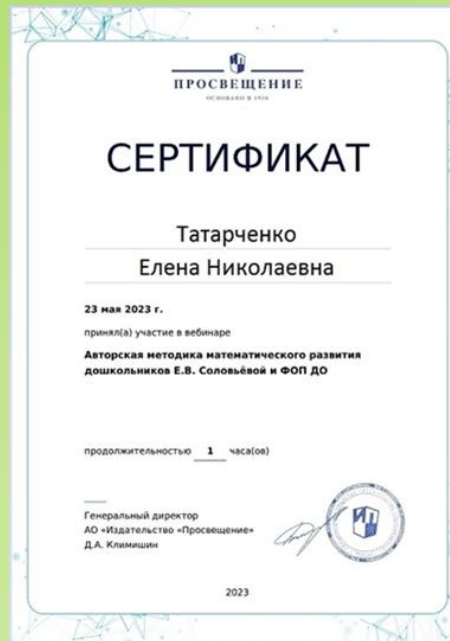 ПРОСВЕЩЕНИЕ
ОСНОВАНО В 1930
СЕРТИФИКАТ
Татарченко
Елена Николаевна
23 мая 2023 г.
принял(а) участие в вебинаре
Авторская методика математического развития
дошкольников Е.В. Соловьёвой и ФОП ДО
продолжительностью 1 часа(ов)
Генеральный директор
АО «Издательство «Просвещение»
Д.А. Климишин
2023